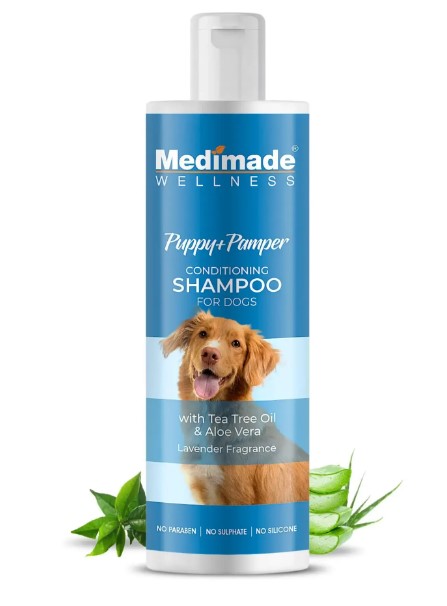 Medimade®
WELLNESS
Puppy+Pamper
CONDITIONING
SHAMPOO
FOR DOGS
with Tea Tree Oil
& Aloe Vera
Lavender Fragrance
NO PARABEN | NO SULPHATE | NO SILICONE